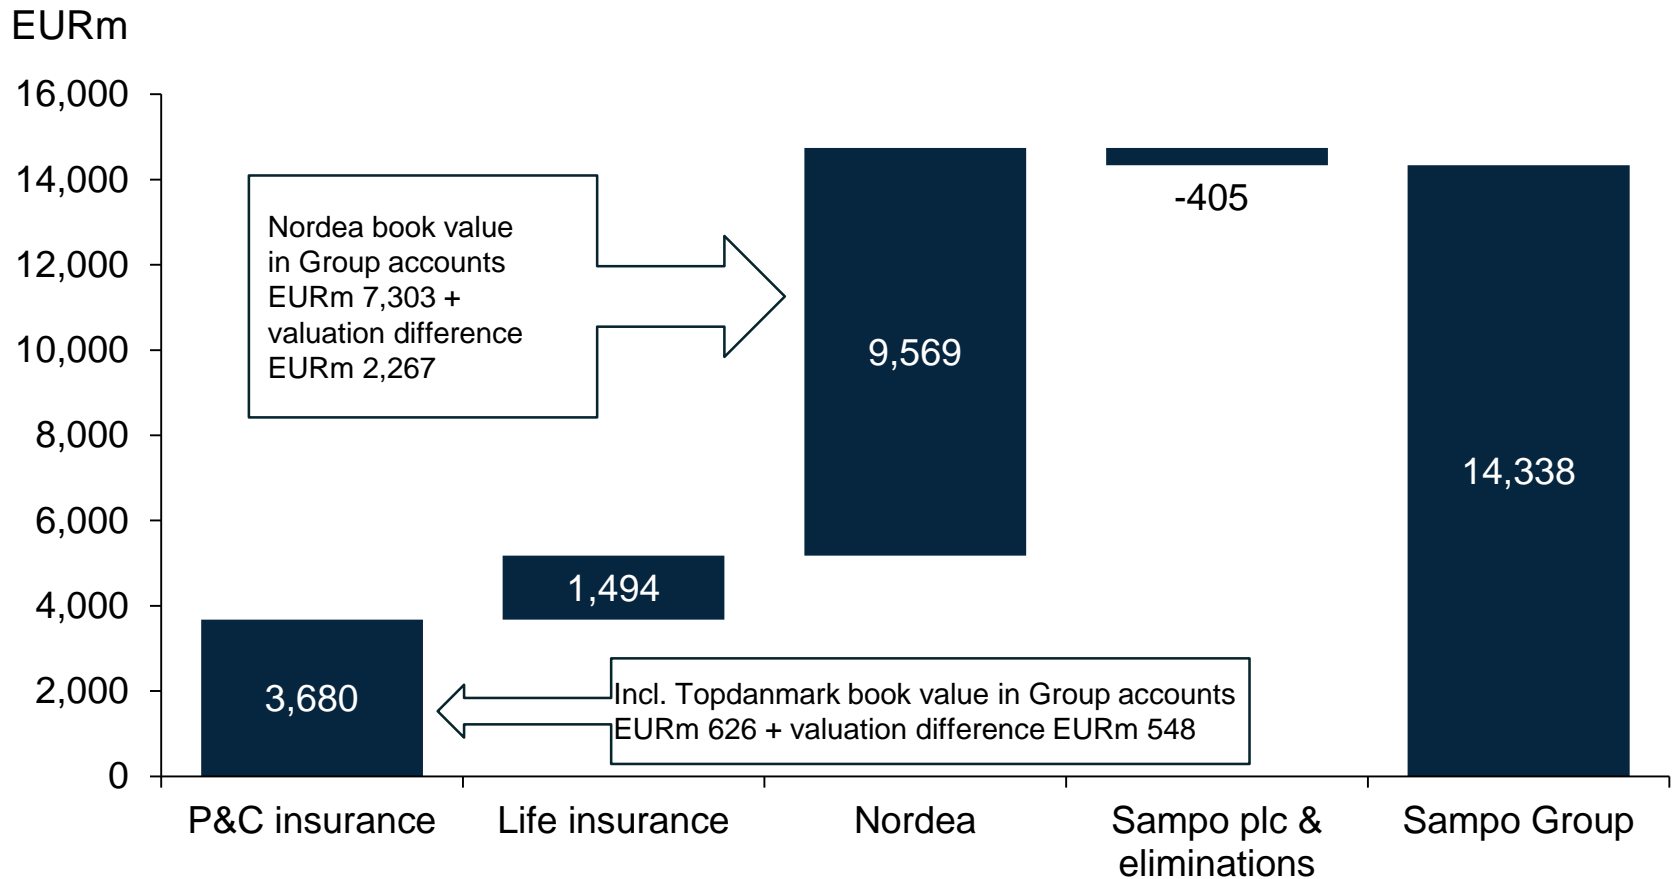 EURm
16,000
14,000
12,000
10,000
8,000
6,000
4,000
2,000
0
Nordea book value
in Group accounts
EURm 7,303 +
valuation difference
EURm 2,267
3,680
1,494
9,569
-405
14,338
Incl. Topdanmark book value in Group accounts
EURm 626 + valuation difference EURm 548
P&C insurance
Life insurance
Nordea
Sampo plc &
eliminations
Sampo Group